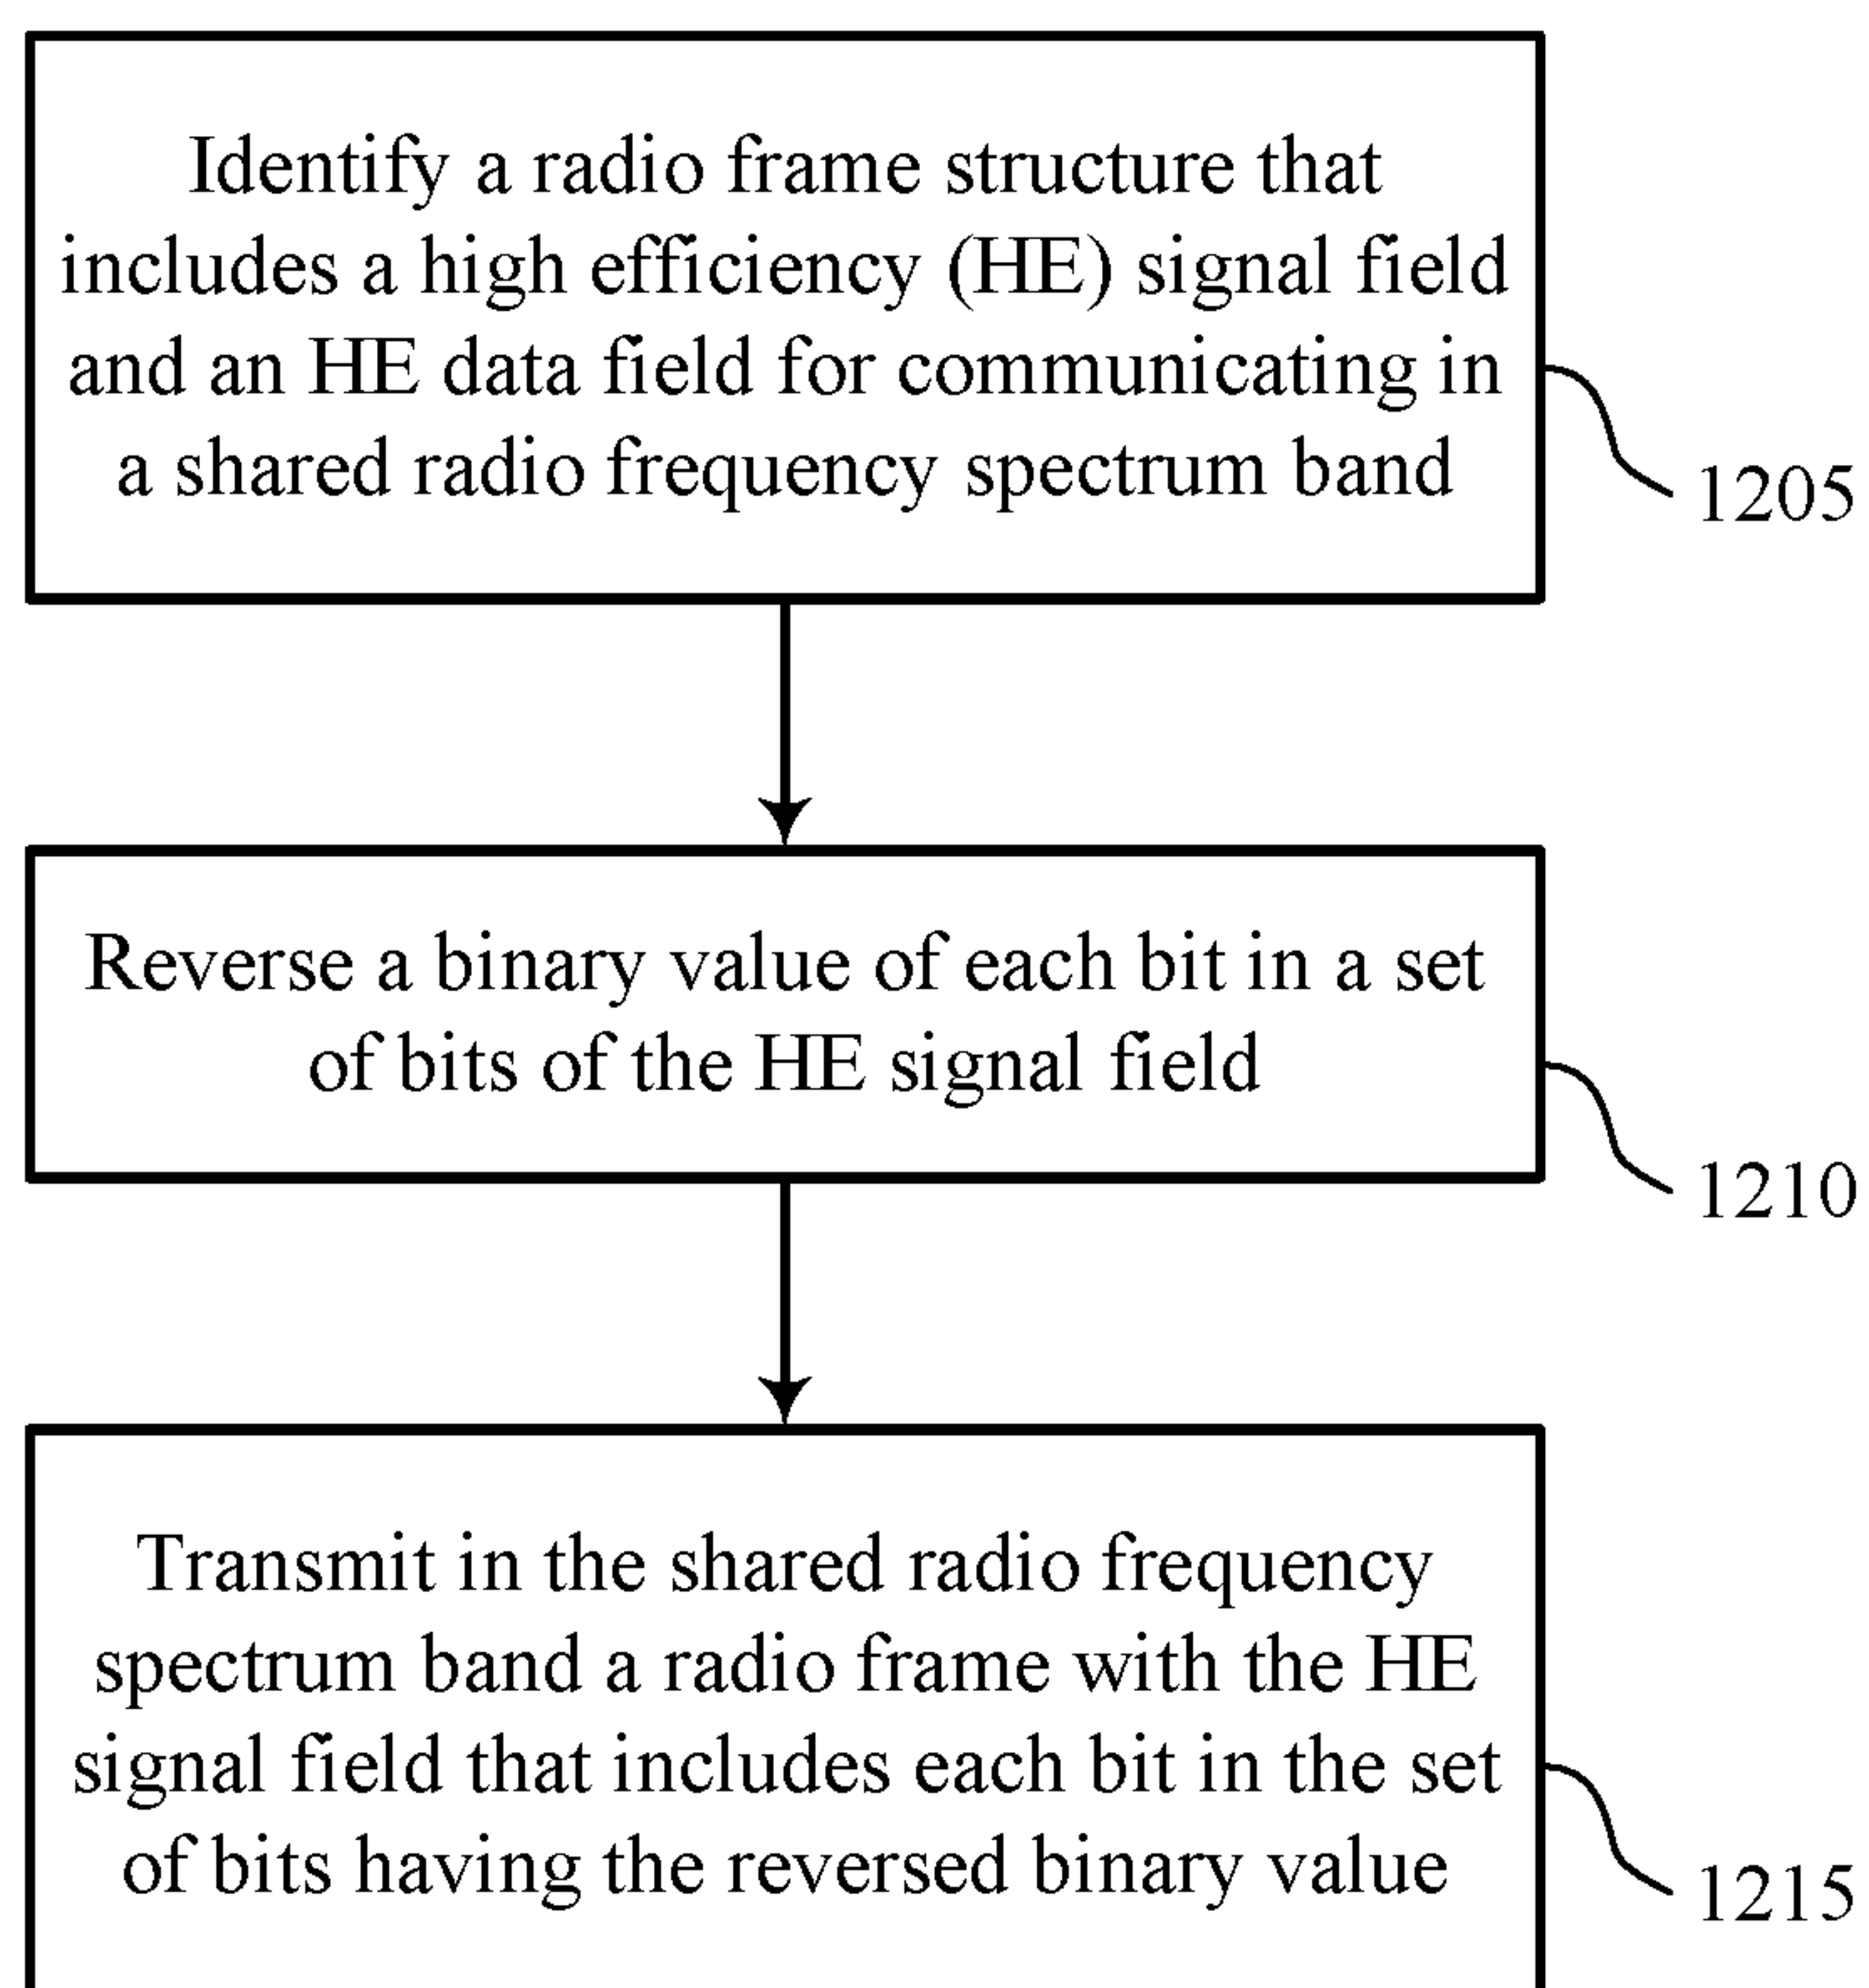 Identify a radio frame structure that
includes a high efficiency (HE) signal field
and an HE data field for communicating in
a shared radio frequency spectrum band
1205
Reverse a binary value of each bit in a set
of bits of the HE signal field
1210
Transmit in the shared radio frequency
spectrum band a radio frame with the HE
signal field that includes each bit in the set
of bits having the reversed binary value
1215